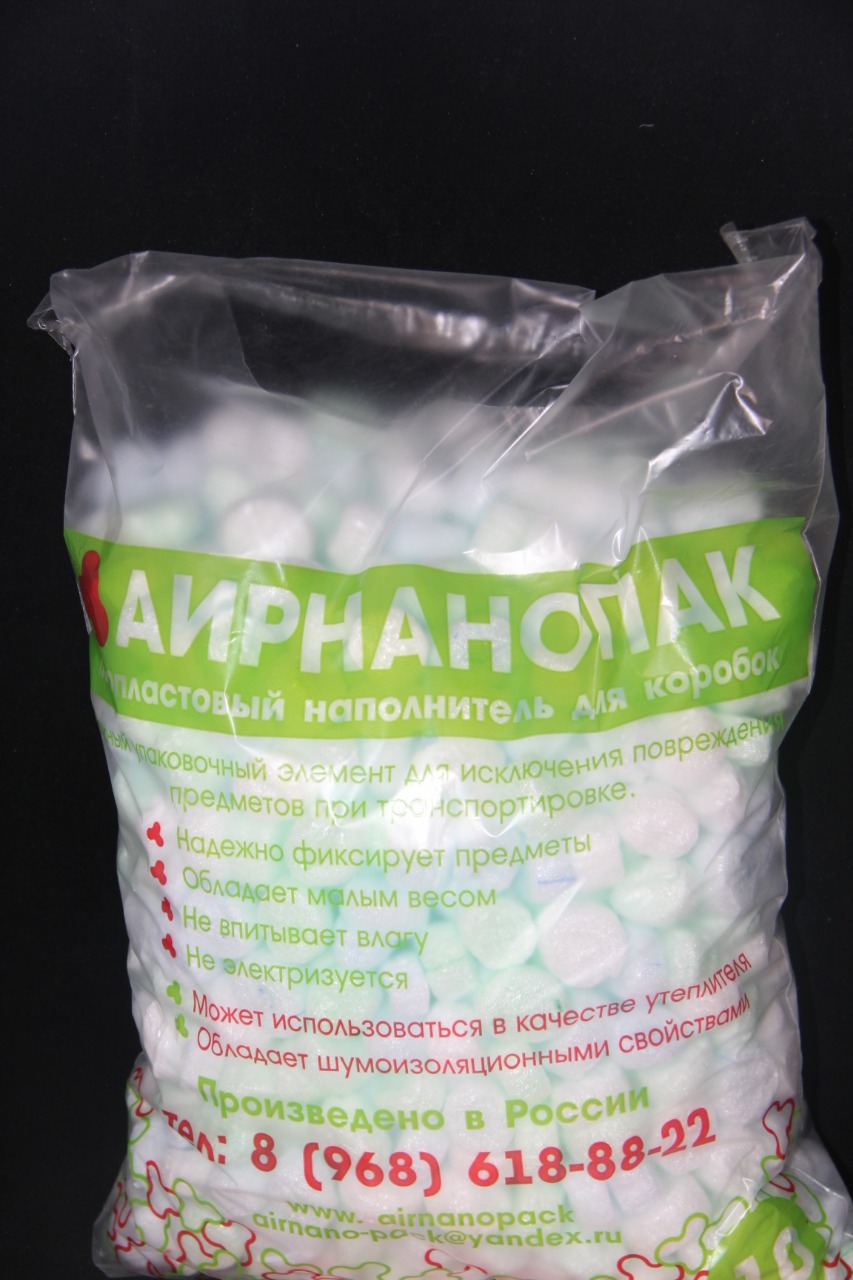 АИРНАНОПАК
наполнитель для коробок
упаковочный элемент для исключения повреждения
предметов при транспортировке.
Надежно фиксирует предметы
Обладает малым весом
Не впитывает влагу
Не электризуется
Может использоваться в качестве утеплителя
Обладает шумоизоляционными свойствами
Произведено в России
тел: 8 (968) 618-88-22
www. airnanopack
airnano-pack@yandex.ru